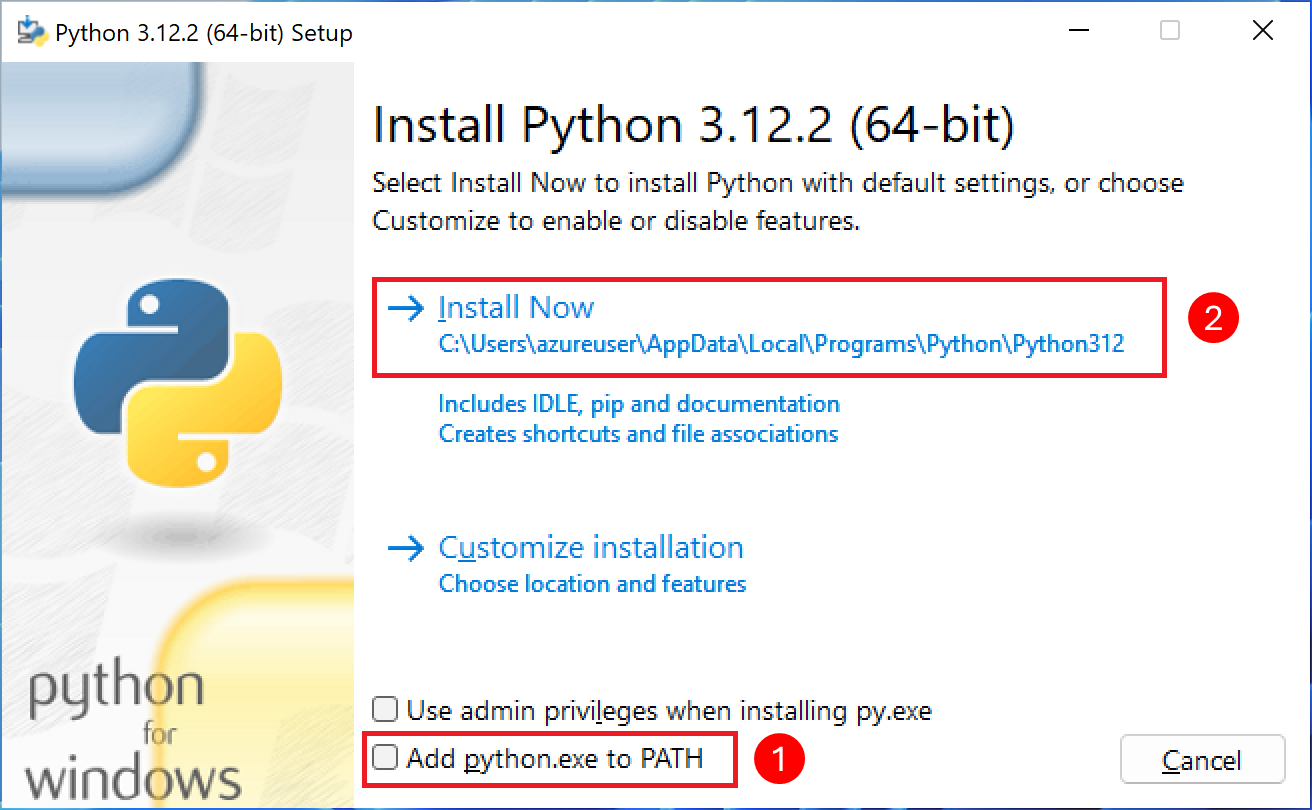 Python 3.12.2 (64-bit) Setup
Install Python 3.12.2 (64-bit)
Select Install Now to install Python with default settings, or choose
Customize to enable or disable features.
Install Now
2
C:\Users\azureuser\AppData\Local\Programs\Python\Python312
Includes IDLE, pip and documentation
Creates shortcuts and file associations
Customize installation
Choose location and features
python
for
windows
Use admin privileges when installing py.exe
Add python.exe to PATH
1
Cancel